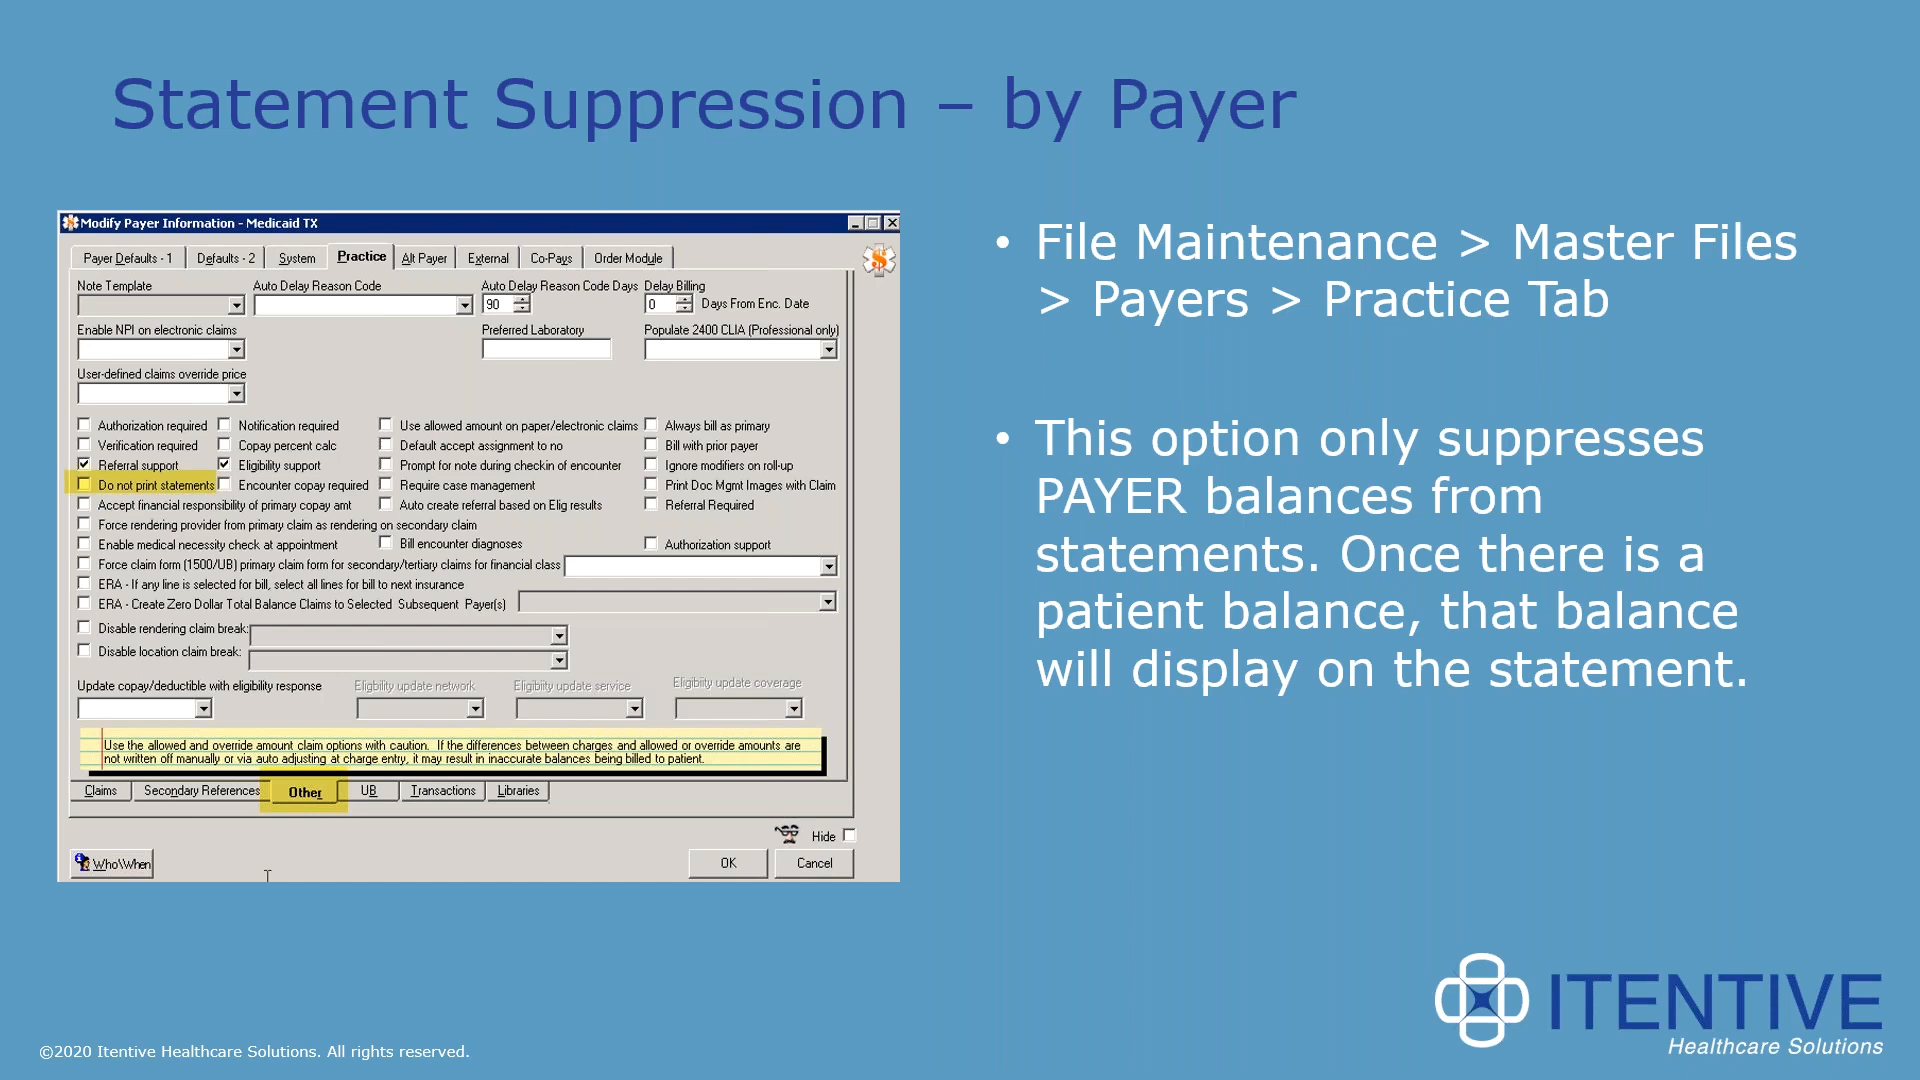 Statement Suppression – by Payer
Modify Payer Information - Medicaid TX
Payer Defaults - 1 Defaults - 2 System Practice Alt Payer External Co-Pays Order Module
Note Template Auto Delay Reason Code Auto Delay Reason Code Days Delay Billing
90 0 Days From Enc. Date
Enable NPI on electronic claims Preferred Laboratory Populate 2400 CLIA (Professional only)
User-defined claims override price
Authorization required Notification required Use allowed amount on paper/electronic claims Always bill as primary
Verification required Copay percent calc Default accept assignment to no Bill with prior payer
Referral support Eligibility support Prompt for note during checkin of encounter Ignore modifiers on roll-up
Do not print statements Encounter copay required Require case management Print Doc Mgmt Images with Claim
Accept financial responsibility of primary copay amt Auto create referral based on Elig results Referral Required
Force rendering provider from primary claim as rendering on secondary claim
Enable medical necessity check at appointment Bill encounter diagnoses Authorization support
Force claim form (1500/UB) primary claim form for secondary/tertiary claims for financial class
ERA - If any line is selected for bill, select all lines for bill to next insurance
ERA - Create Zero Dollar Total Balance Claims to Selected Subsequent Payer(s)
Disable rendering claim break:
Disable location claim break:
Update copay/deductible with eligibility response Eligibility update network Eligibiity update service Eligibiity update coverage
Use the allowed and override amount claim options with caution. If the differences between charges and allowed or override amounts are
not written off manually or via auto adjusting at charge entry, it may result in inaccurate balances being billed to patient.
Claims Secondary References Other UB Transactions Libraries
Hide
Who\When OK Cancel
• File Maintenance > Master Files
> Payers > Practice Tab
• This option only suppresses
PAYER balances from
statements. Once there is a
patient balance, that balance
will display on the statement.
ITENTIVE
Healthcare Solutions
©2020 Itentive Healthcare Solutions. All rights reserved.